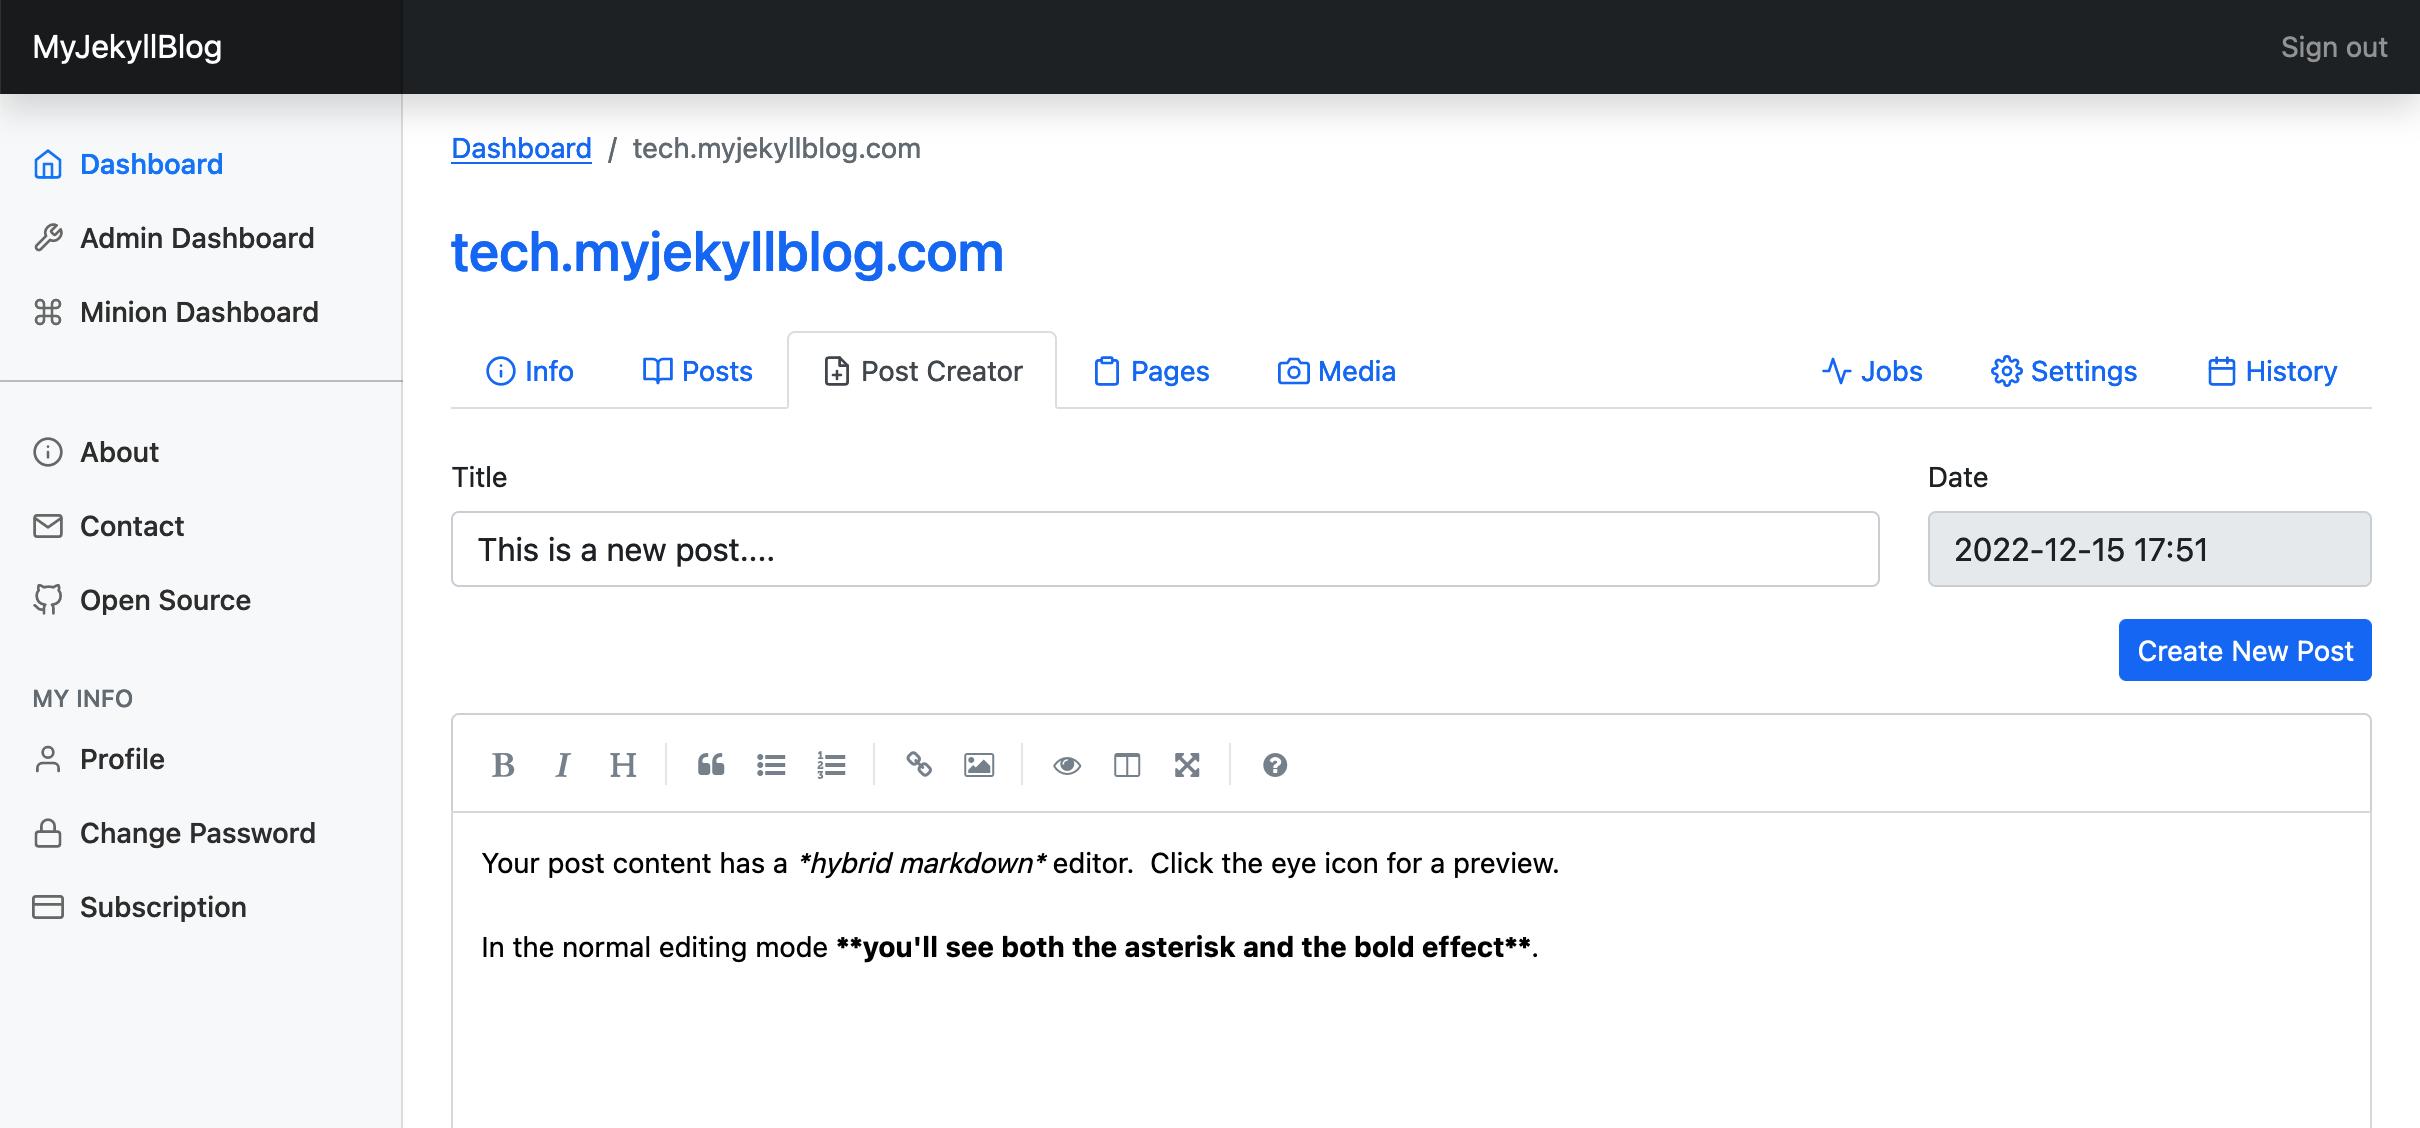 MyJekyllBlog
Sign out
Dashboard
Admin Dashboard
Minion Dashboard
About
Contact
Open Source
MY INFO
Profile
Change Password
Subscription
Dashboard / tech.myjekyllblog.com
tech.myjekyllblog.com
Info Posts Post Creator Pages Media Jobs Settings History
Title
This is a new post....
Date
2022-12-15 17:51
Create New Post
B I H
Your post content has a *hybrid markdown* editor.  Click the eye icon for a preview.
In the normal editing mode **you'll see both the asterisk and the bold effect**.